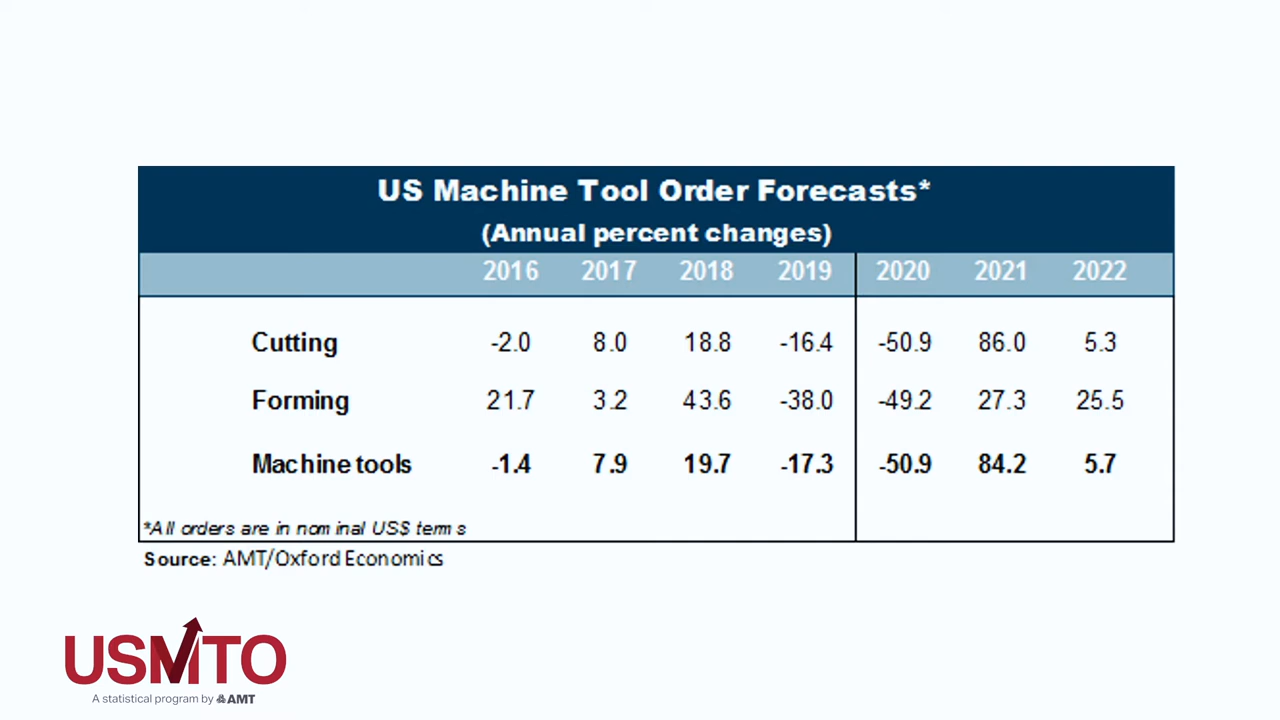 US Machine Tool Order Forecasts*
(Annual percent changes)
2016 2017 2018 2019 2020 2021 2022
Cutting -2.0 8.0 18.8 -16.4 -50.9 86.0 5.3
Forming 21.7 3.2 43.6 -38.0 -49.2 27.3 25.5
Machine tools -1.4 7.9 19.7 -17.3 -50.9 84.2 5.7
*All orders are in nominal US$ terms
Source: AMT/Oxford Economics
USMTO
A statistical program by AMT